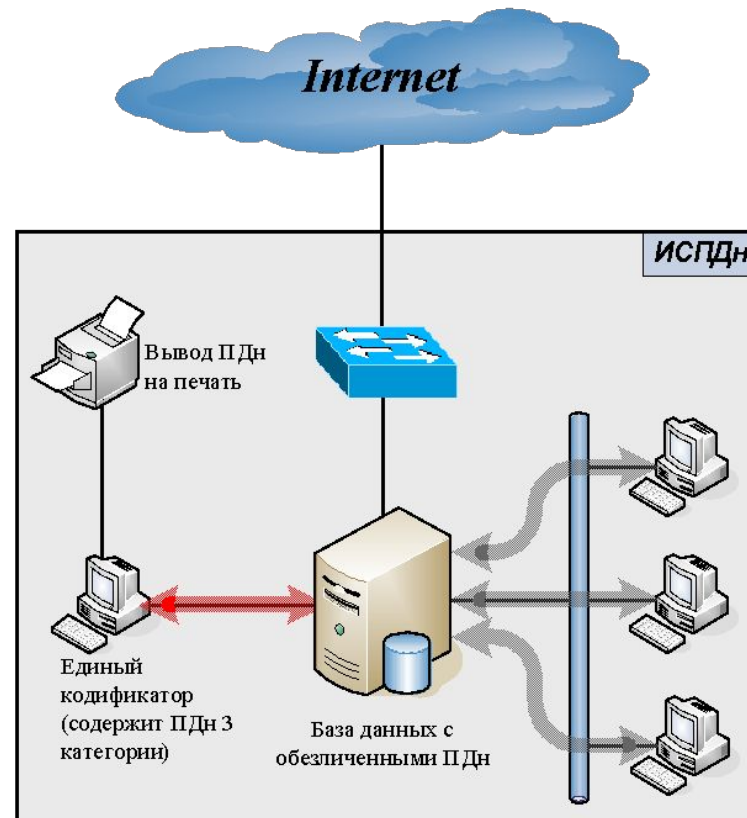 Internet
ИСПДн
Вывод ПДн
на печать
Единый
кодификатор
(содержит ПДн 3
категории)
База данных с
обезличенными ПДн